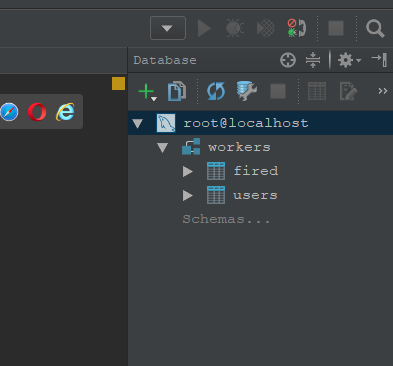 Database
root@localhost
workers
fired
users
Schemas...